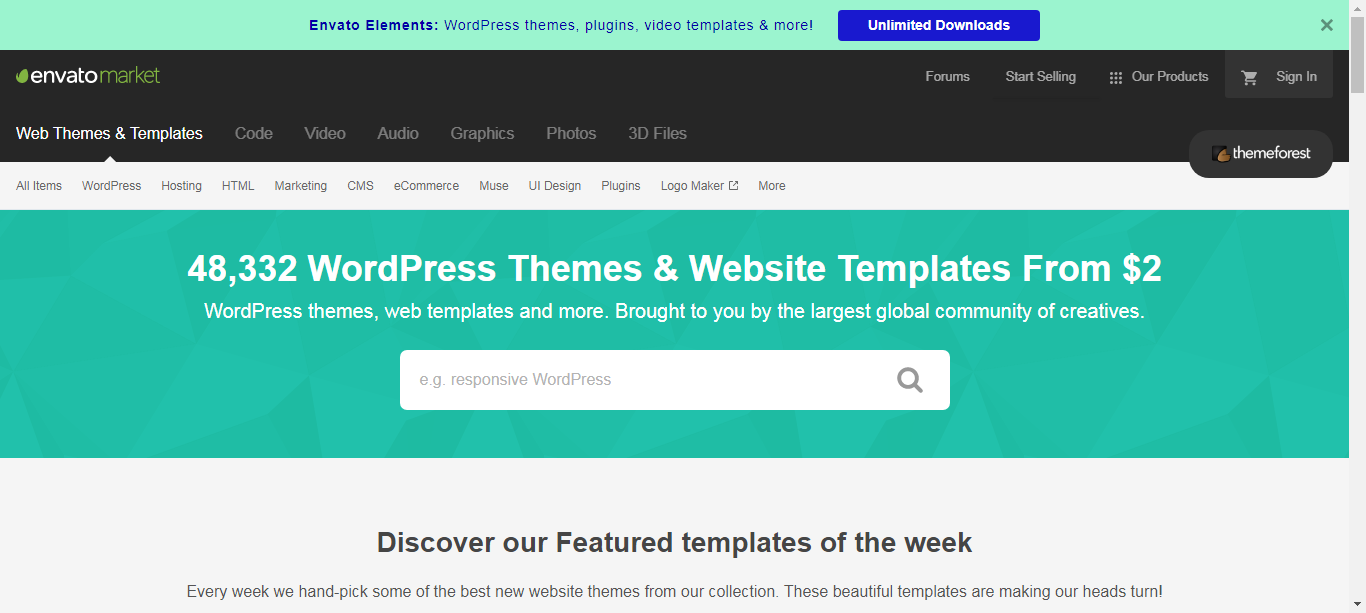 Envato Elements: WordPress themes, plugins, video templates & more! Unlimited Downloads
envatomarket Forums Start Selling Our Products Sign In
Web Themes & Templates Code Video Audio Graphics Photos 3D Files
themeforest
All Items WordPress Hosting HTML Marketing CMS eCommerce Muse UI Design Plugins Logo Maker More
48,332 WordPress Themes & Website Templates From $2
WordPress themes, web templates and more. Brought to you by the largest global community of creatives.
e.g. responsive WordPress
Discover our Featured templates of the week
Every week we hand-pick some of the best new website themes from our collection. These beautiful templates are making our heads turn!